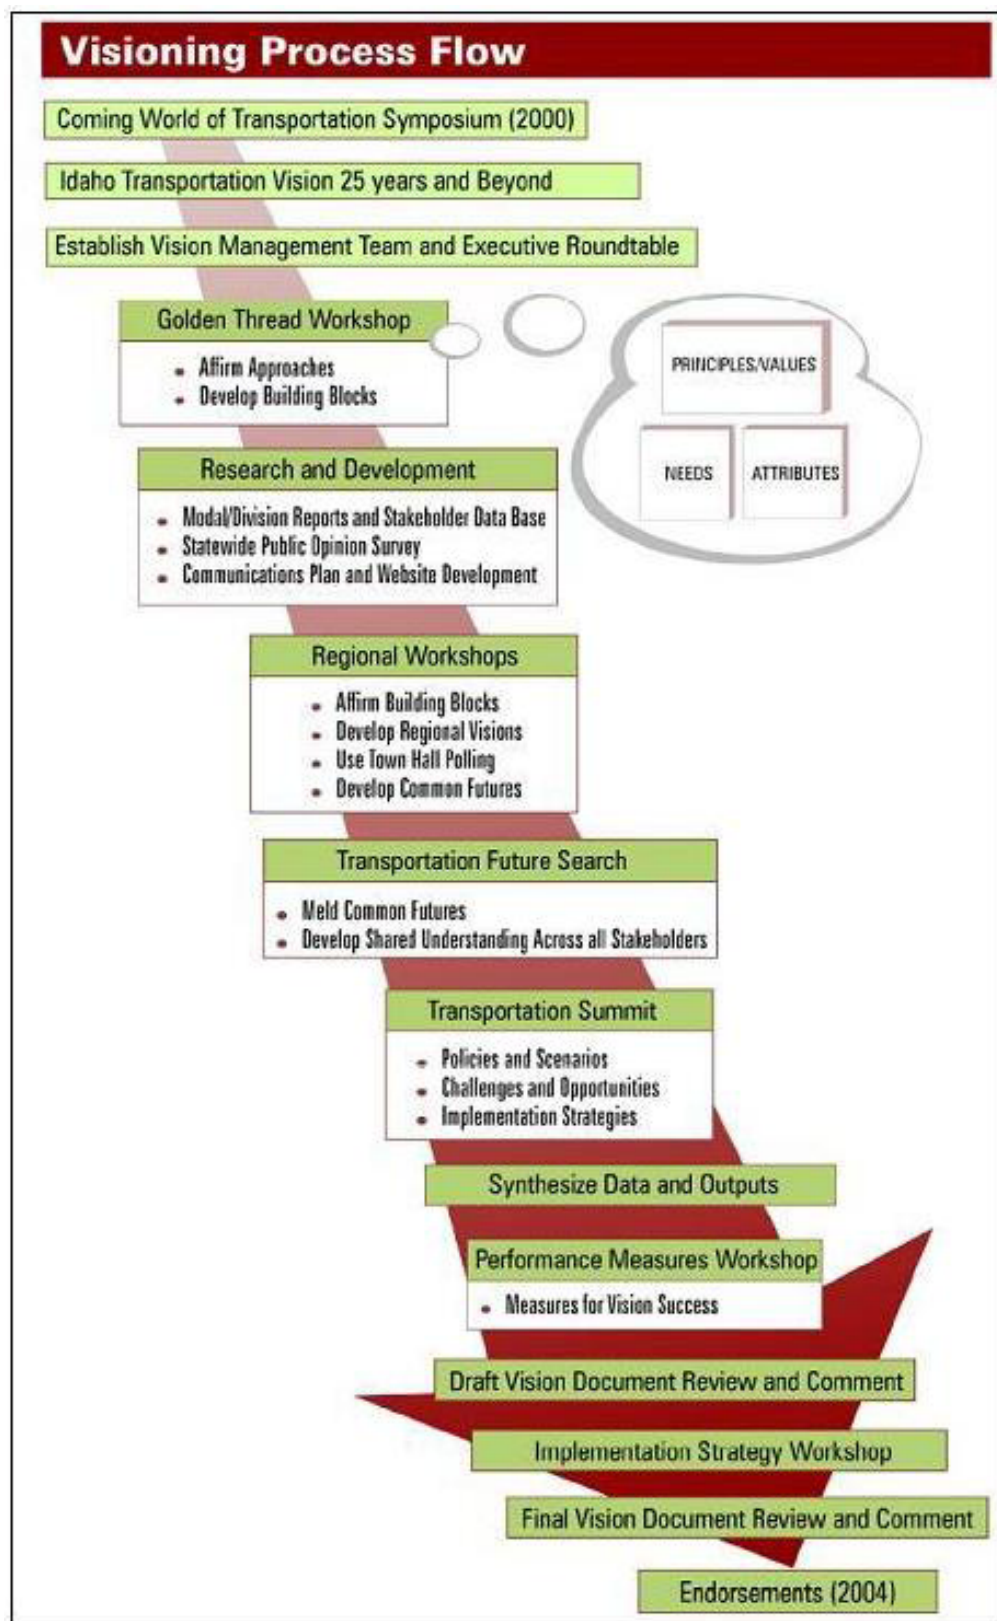 Visioning Process Flow
Coming World of Transportation Symposium (2000)
Idaho Transportation Vision 25 years and Beyond
Establish Vision Management Team and Executive Roundtable
Golden Thread Workshop
• Affirm Approaches
• Develop Building Blocks
PRINCIPLES/VALUES
NEEDS
ATTRIBUTES
Research and Development
• Modal/Division Reports and Stakeholder Data Base
• Statewide Public Opinion Survey
• Communications Plan and Website Development
Regional Workshops
• Affirm Building Blocks
• Develop Regional Visions
• Use Town Hall Polling
• Develop Common Futures
Transportation Future Search
• Meld Common Futures
• Develop Shared Understanding Across all Stakeholders
Transportation Summit
• Policies and Scenarios
• Challenges and Opportunities
• Implementation Strategies
Synthesize Data and Outputs
Performance Measures Workshop
• Measures for Vision Success
Draft Vision Document Review and Comment
Implementation Strategy Workshop
Final Vision Document Review and Comment
Endorsements (2004)